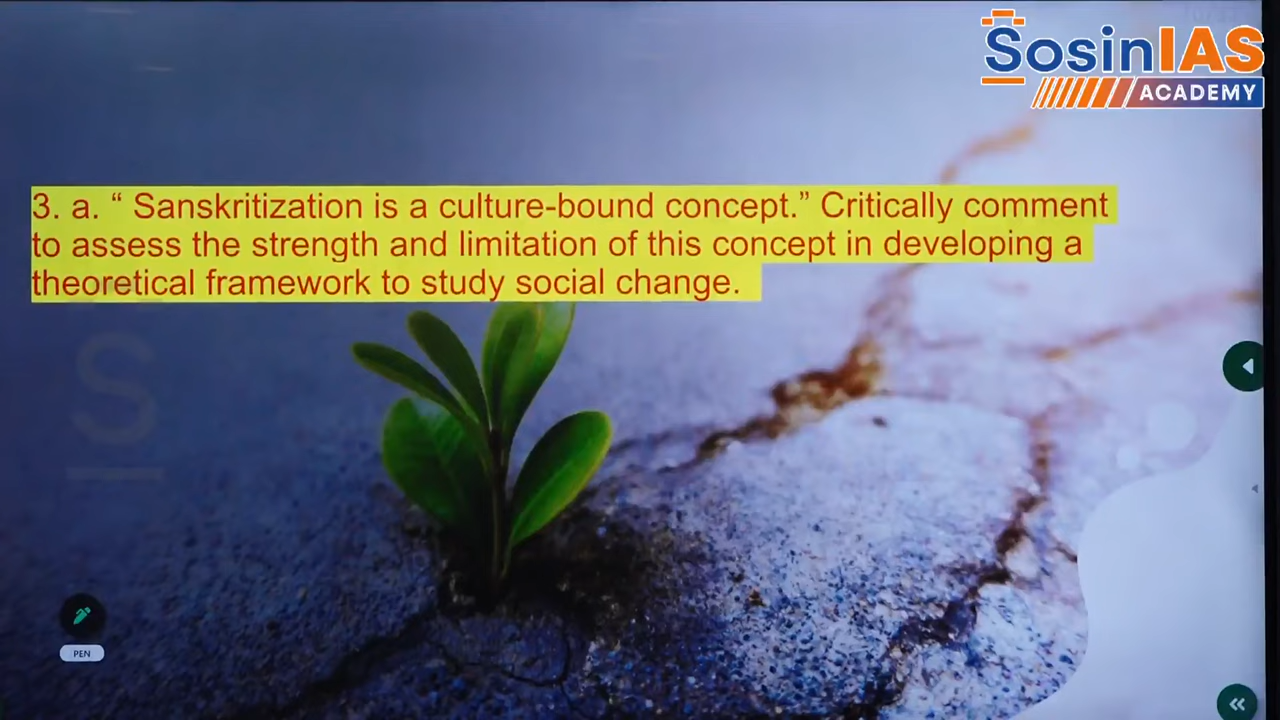 SosinIAS
ACADEMY
3. a. “ Sanskritization is a culture-bound concept.” Critically comment
to assess the strength and limitation of this concept in developing a
theoretical framework to study social change.
S
PEN